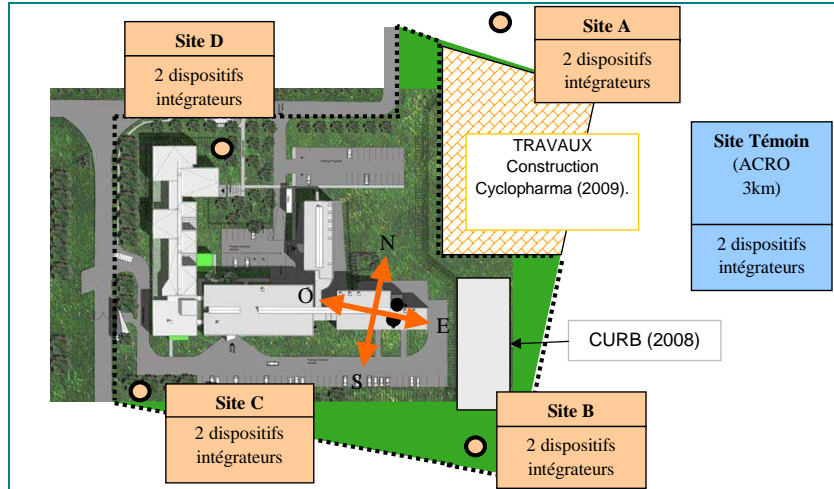 Site D
2 dispositifs
intégrateurs
Site A
2 dispositifs
intégrateurs
TRAVAUX
Construction
Cyclopharma (2009).
Site Témoin
(ACRO
3km)
2 dispositifs
intégrateurs
N
O
E
S
CURB (2008)
Site C
2 dispositifs
intégrateurs
Site B
2 dispositifs
intégrateurs